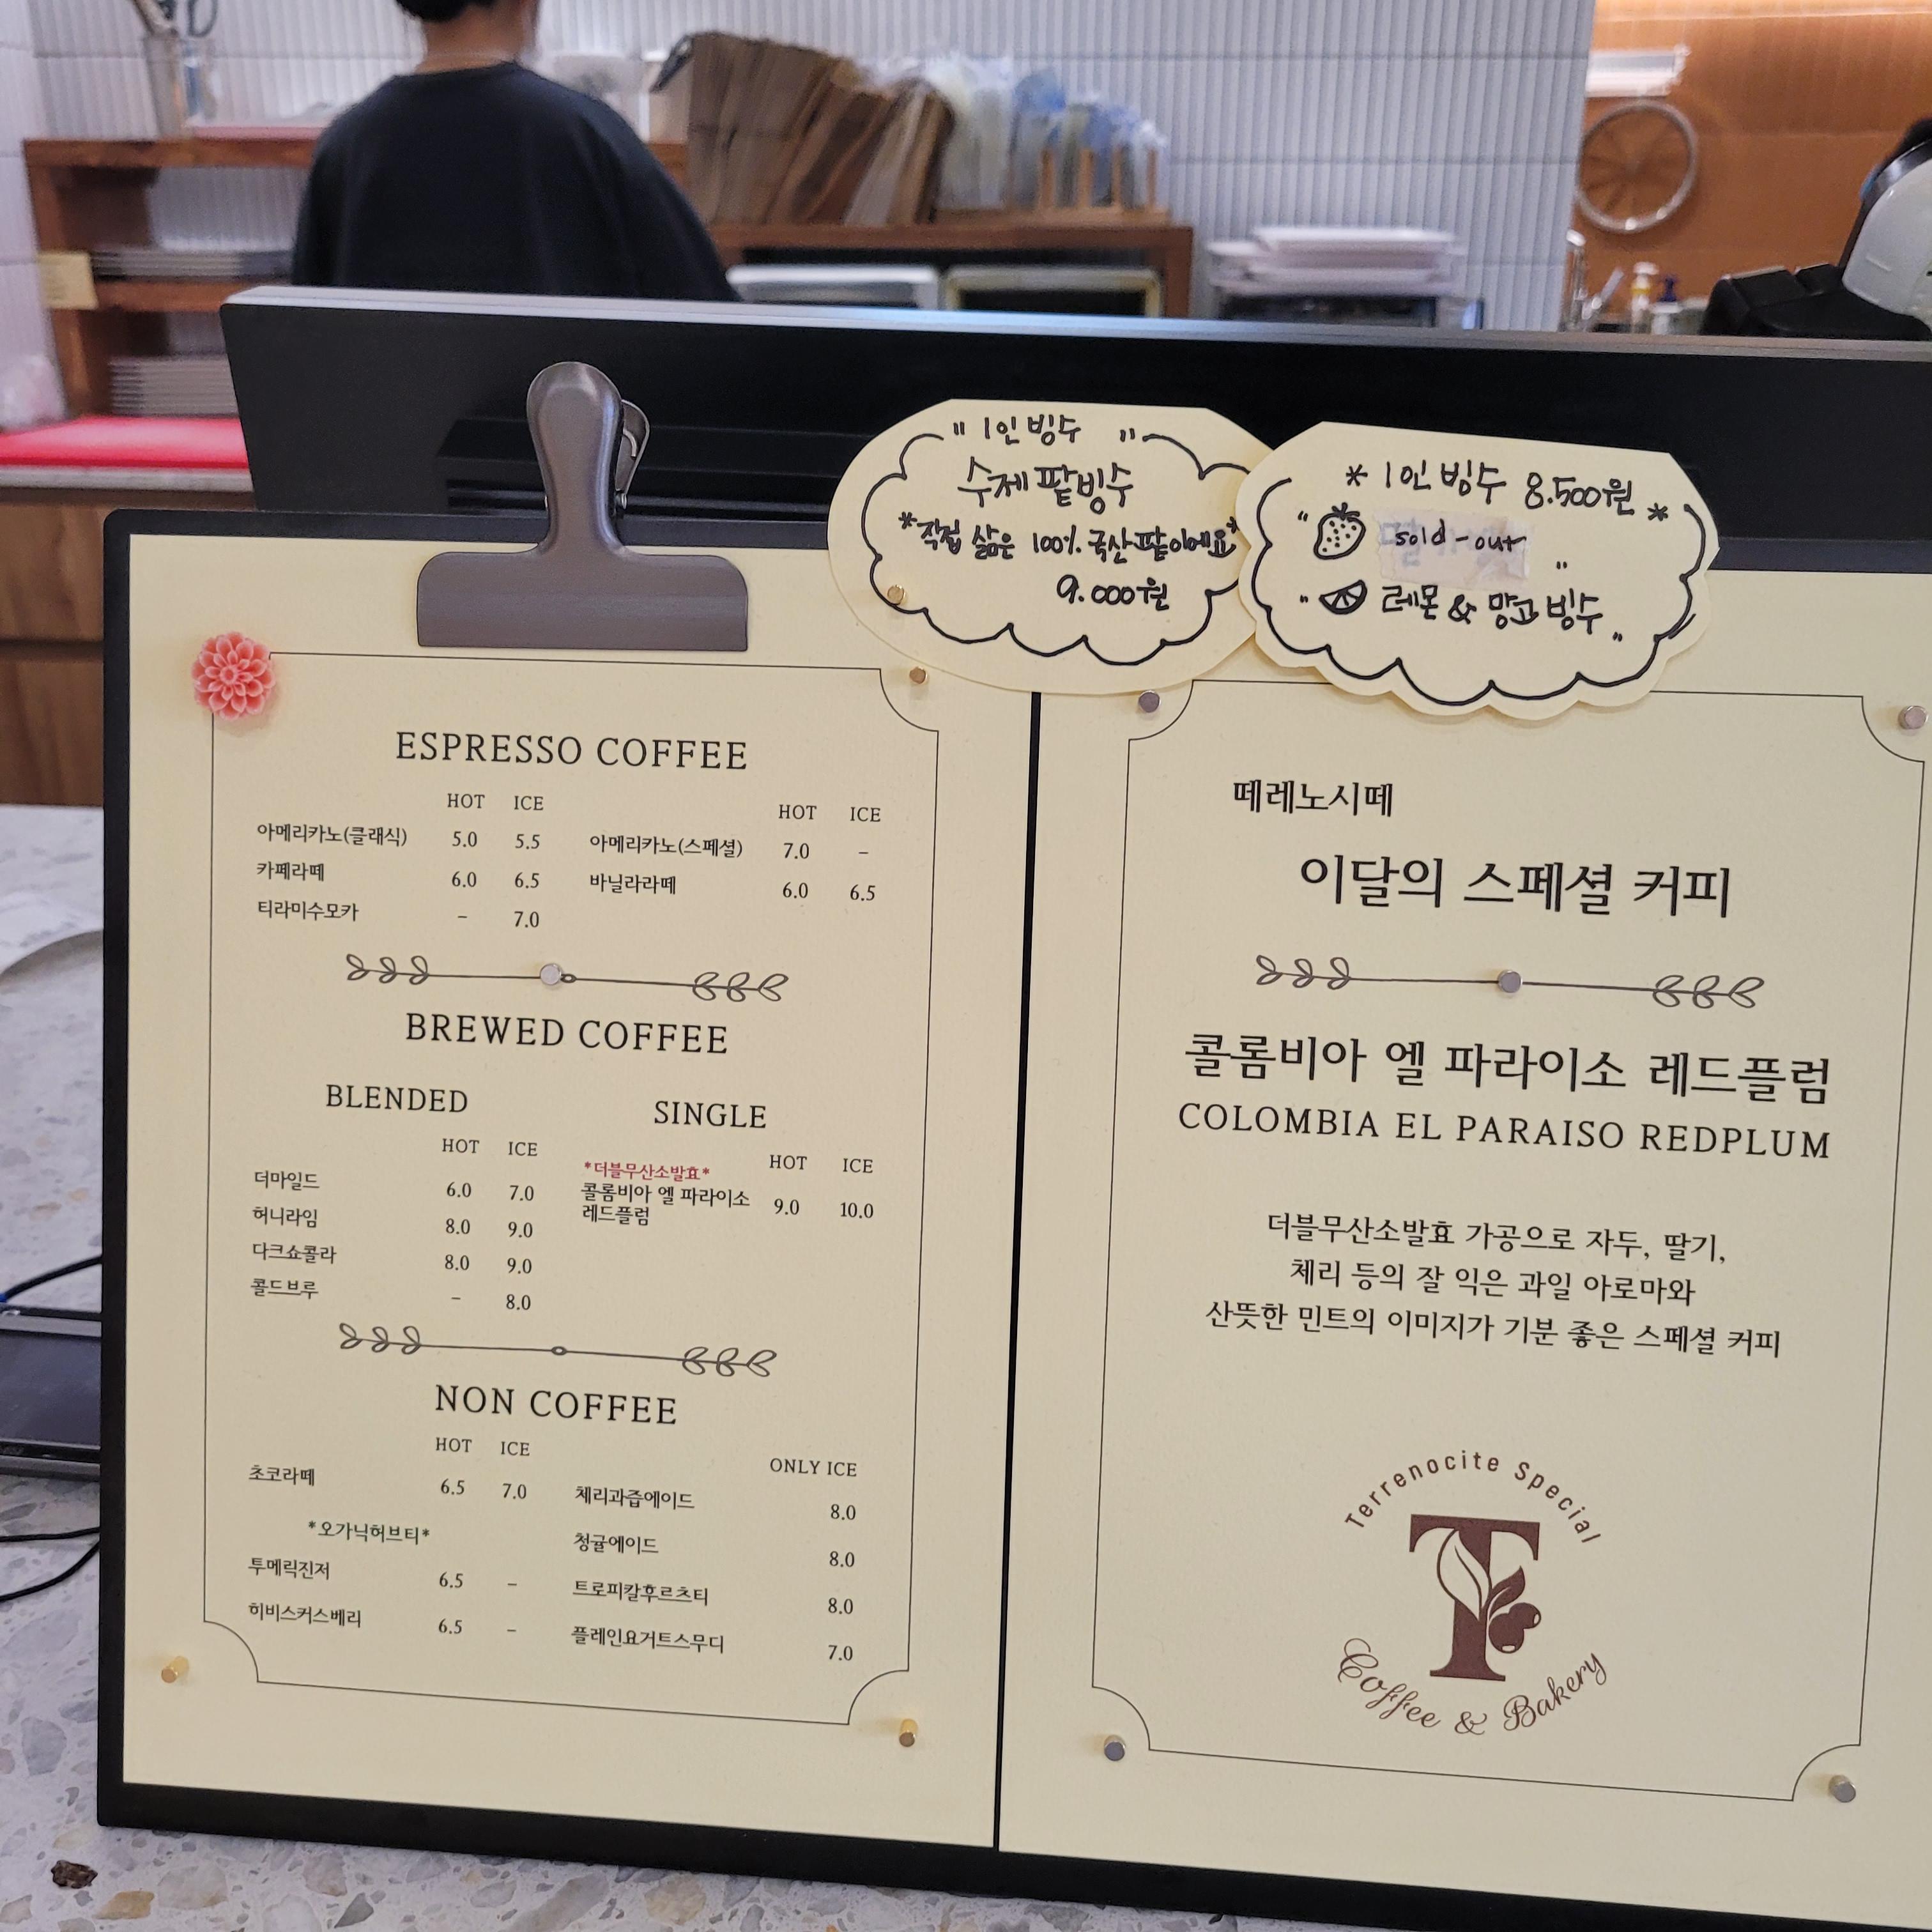 " 1인 빙수 "
수제 팥빙수
*직접 삶은 100% 국산팥이에요*
9.000원
* 1인 빙수 8.500원 *
" sold-out "
" 레몬 & 망고 빙수 "
ESPRESSO COFFEE
HOT ICE
아메리카노(클래식) 5.0 5.5
카페라떼 6.0 6.5
티라미수모카 – 7.0
HOT ICE
아메리카노(스페셜) 7.0 –
바닐라라떼 6.0 6.5
BREWED COFFEE
BLENDED
HOT ICE
더마일드 6.0 7.0
허니라임 8.0 9.0
다크쇼콜라 8.0 9.0
콜드브루 – 8.0
SINGLE
HOT ICE
*더블무산소발효*
콜롬비아 엘 파라이소 9.0 10.0
레드플럼
NON COFFEE
HOT ICE
초코라떼 6.5 7.0
*오가닉허브티*
투메릭진저 6.5 –
히비스커스베리 6.5 –
ONLY ICE
체리과즙에이드 8.0
청귤에이드 8.0
트로피칼후르츠티 8.0
플레인요거트스무디 7.0
떼레노시떼
이달의 스페셜 커피
콜롬비아 엘 파라이소 레드플럼
COLOMBIA EL PARAISO REDPLUM
더블무산소발효 가공으로 자두, 딸기,
체리 등의 잘 익은 과일 아로마와
산뜻한 민트의 이미지가 기분 좋은 스페셜 커피
Terrenocite Special
T
Coffee & Bakery